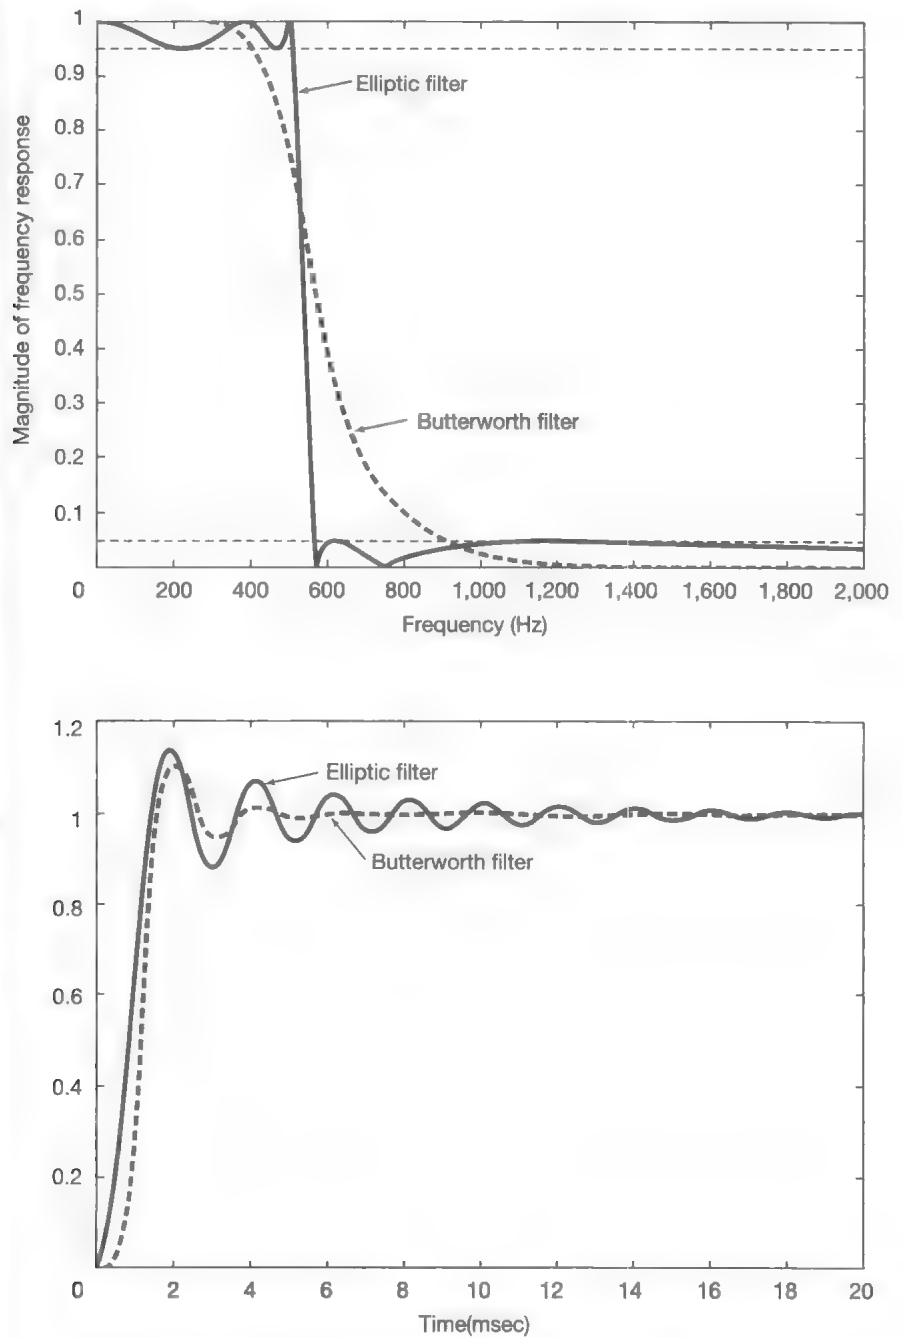 1
0.9
0.8
0.7
0.6
0.5
0.4
0.3
0.2
0.1
Magnitude of frequency response
Elliptic filter
Butterworth filter
0 200 400 600 800 1,000 1,200 1,400 1,600 1,800 2,000
Frequency (Hz)
1.2
1
0.8
0.6
0.4
0.2
Elliptic filter
Butterworth filter
0 2 4 6 8 10 12 14 16 18 20
Time(msec)